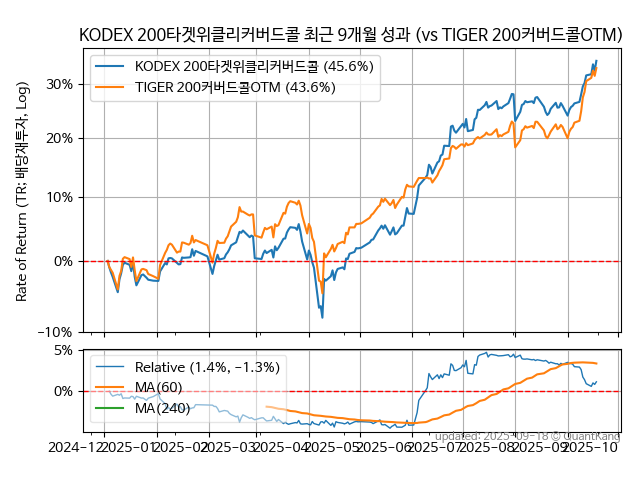 KODEX 200타겟위클리커버드콜 최근 9개월 성과 (vs TIGER 200커버드콜OTM)
Rate of Return (TR: 배당재투자, Log)
KODEX 200타겟위클리커버드콜 (45.6%)
TIGER 200커버드콜OTM (43.6%)
30%
20%
10%
0%
−10%
5%
0%
Relative (1.4%, −1.3%)
MA(60)
MA(240)
updated: 2025-09-18 © QuantKang
2024−12
2025−01
2025−02
2025−03
2025−04
2025−05
2025−06
2025−07
2025−08
2025−09
2025−10